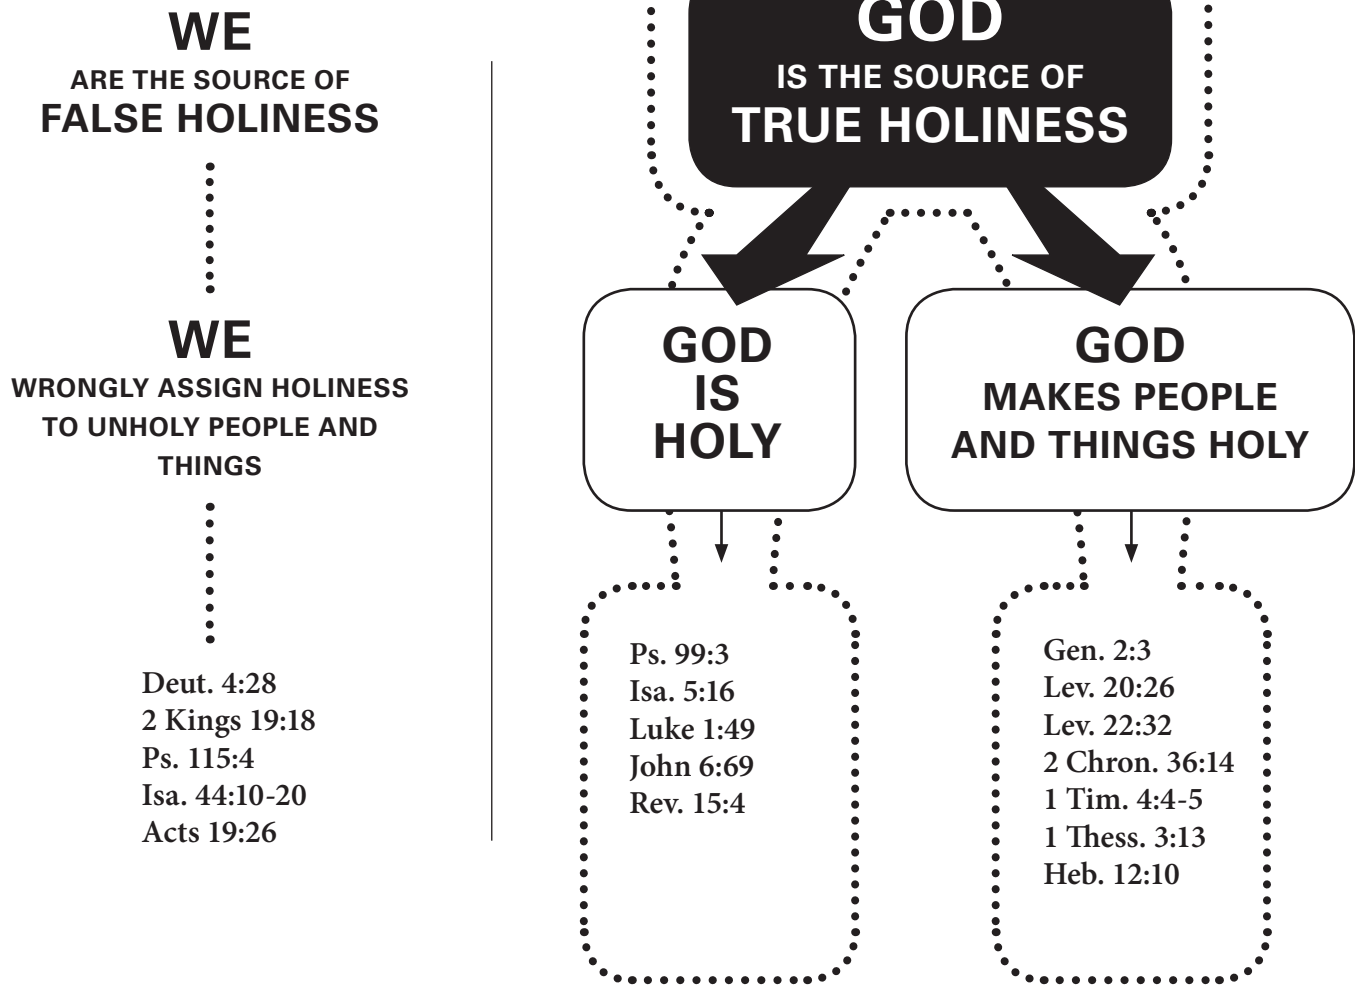 WE
ARE THE SOURCE OF
FALSE HOLINESS
WE
WRONGLY ASSIGN HOLINESS
TO UNHOLY PEOPLE AND
THINGS
Deut. 4:28
2 Kings 19:18
Ps. 115:4
Isa. 44:10-20
Acts 19:26
GOD
IS THE SOURCE OF
TRUE HOLINESS
GOD
IS
HOLY
Ps. 99:3
Isa. 5:16
Luke 1:49
John 6:69
Rev. 15:4
GOD
MAKES PEOPLE
AND THINGS HOLY
Gen. 2:3
Lev. 20:26
Lev. 22:32
2 Chron. 36:14
1 Tim. 4:4-5
1 Thess. 3:13
Heb. 12:10